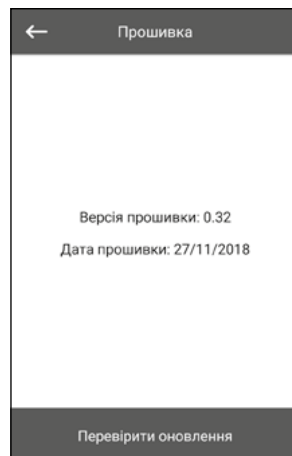 Прошивка
Версія прошивки: 0.32
Дата прошивки: 27/11/2018
Перевірити оновлення